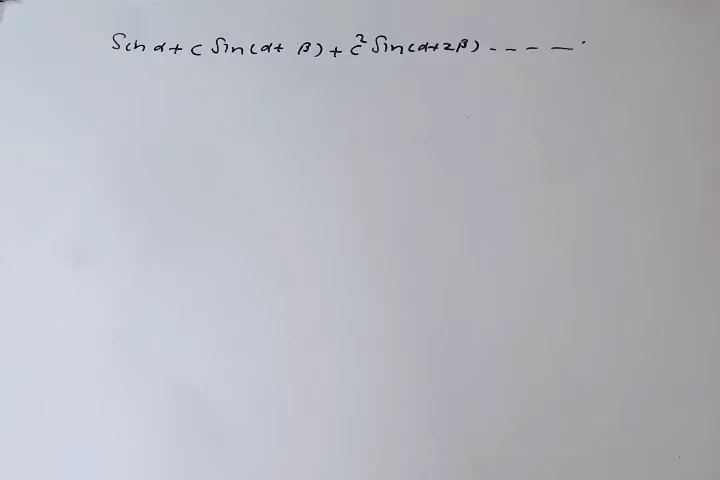 Sin α + c Sin(α + β) + c² Sin(α+2β) - - - - —